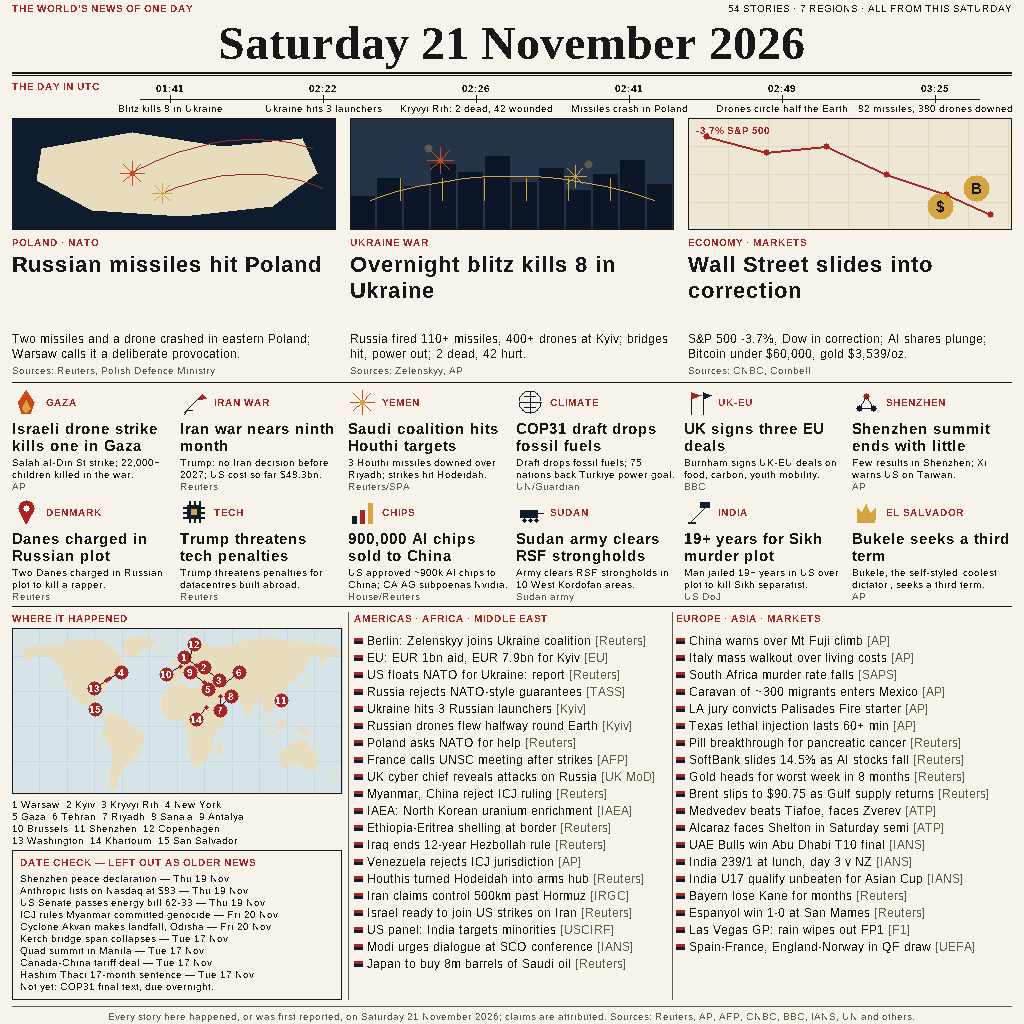 THE WORLD'S NEWS OF ONE DAY
54 STORIES · 7 REGIONS · ALL FROM THIS SATURDAY
Saturday 21 November 2026
THE DAY IN UTC
01:41
02:22
02:26
02:41
02:49
03:25
Blitz kills 8 in Ukraine
Ukraine hits 3 launchers
Kryvyi Rih: 2 dead, 42 wounded
Missiles crash in Poland
Drones circle half the Earth
82 missiles, 380 drones downed
-3.7% S&P 500
$
B
POLAND · NATO
Russian missiles hit Poland
Two missiles and a drone crashed in eastern Poland;
Warsaw calls it a deliberate provocation.
Sources: Reuters, Polish Defence Ministry
UKRAINE WAR
Overnight blitz kills 8 in
Ukraine
Russia fired 110+ missiles, 400+ drones at Kyiv; bridges
hit, power out; 2 dead, 42 hurt.
Sources: Zelenskyy, AP
ECONOMY · MARKETS
Wall Street slides into
correction
S&P 500 -3.7%, Dow in correction; AI shares plunge;
Bitcoin under $60,000, gold $3,539/oz.
Sources: CNBC, Coinbell
GAZA
Israeli drone strike
kills one in Gaza
Salah al-Din St strike; 22,000+
children killed in the war.
AP
IRAN WAR
Iran war nears ninth
month
Trump: no Iran decision before
2027; US cost so far $48.3bn.
Reuters
YEMEN
Saudi coalition hits
Houthi targets
3 Houthi missiles downed over
Riyadh; strikes hit Hodeidah.
Reuters/SPA
CLIMATE
COP31 draft drops
fossil fuels
Draft drops fossil fuels; 75
nations back Turkiye power goal.
UN/Guardian
UK-EU
UK signs three EU
deals
Burnham signs UK-EU deals on
food, carbon, youth mobility.
BBC
SHENZHEN
Shenzhen summit
ends with little
Few results in Shenzhen; Xi
warns US on Taiwan.
AP
DENMARK
Danes charged in
Russian plot
Two Danes charged in Russian
plot to kill a rapper.
Reuters
TECH
Trump threatens
tech penalties
Trump threatens penalties for
datacentres built abroad.
Reuters
CHIPS
900,000 AI chips
sold to China
US approved ~900k AI chips to
China; CA AG subpoenas Nvidia.
House/Reuters
SUDAN
Sudan army clears
RSF strongholds
Army clears RSF strongholds in
10 West Kordofan areas.
Sudan army
INDIA
19+ years for Sikh
murder plot
Man jailed 19+ years in US over
plot to kill Sikh separatist.
US DoJ
EL SALVADOR
Bukele seeks a third
term
Bukele, the self-styled 'coolest
dictator', seeks a third term.
AP
WHERE IT HAPPENED
12
1
2
10
9
3
6
4
13
5
8
7
11
15
14
1 Warsaw 2 Kyiv 3 Kryvyi Rih 4 New York
5 Gaza 6 Tehran 7 Riyadh 8 Sanaa 9 Antalya
10 Brussels 11 Shenzhen 12 Copenhagen
13 Washington 14 Khartoum 15 San Salvador
DATE CHECK — LEFT OUT AS OLDER NEWS
Shenzhen peace declaration — Thu 19 Nov
Anthropic lists on Nasdaq at $83 — Thu 19 Nov
US Senate passes energy bill 62-33 — Thu 19 Nov
ICJ rules Myanmar committed genocide — Fri 20 Nov
Cyclone Akvan makes landfall, Odisha — Fri 20 Nov
Kerch bridge span collapses — Tue 17 Nov
Quad summit in Manila — Tue 17 Nov
Canada-China tariff deal — Tue 17 Nov
Hashim Thaci 17-month sentence — Tue 17 Nov
Not yet: COP31 final text, due overnight.
AMERICAS · AFRICA · MIDDLE EAST
Berlin: Zelenskyy joins Ukraine coalition [Reuters]
EU: EUR 1bn aid, EUR 7.9bn for Kyiv [EU]
US floats NATO for Ukraine: report [Reuters]
Russia rejects NATO-style guarantees [TASS]
Ukraine hits 3 Russian launchers [Kyiv]
Russian drones flew halfway round Earth [Kyiv]
Poland asks NATO for help [Reuters]
France calls UNSC meeting after strikes [AFP]
UK cyber chief reveals attacks on Russia [UK MoD]
Myanmar, China reject ICJ ruling [Reuters]
IAEA: North Korean uranium enrichment [IAEA]
Ethiopia-Eritrea shelling at border [Reuters]
Iraq ends 12-year Hezbollah rule [Reuters]
Venezuela rejects ICJ jurisdiction [AP]
Houthis turned Hodeidah into arms hub [Reuters]
Iran claims control 500km past Hormuz [IRGC]
Israel ready to join US strikes on Iran [Reuters]
US panel: India targets minorities [USCIRF]
Modi urges dialogue at SCO conference [IANS]
Japan to buy 8m barrels of Saudi oil [Reuters]
EUROPE · ASIA · MARKETS
China warns over Mt Fuji climb [AP]
Italy mass walkout over living costs [AP]
South Africa murder rate falls [SAPS]
Caravan of ~300 migrants enters Mexico [AP]
LA jury convicts Palisades Fire starter [AP]
Texas lethal injection lasts 60+ min [AP]
Pill breakthrough for pancreatic cancer [Reuters]
SoftBank slides 14.5% as AI stocks fall [Reuters]
Gold heads for worst week in 8 months [Reuters]
Brent slips to $90.75 as Gulf supply returns [Reuters]
Medvedev beats Tiafoe, faces Zverev [ATP]
Alcaraz faces Shelton in Saturday semi [ATP]
UAE Bulls win Abu Dhabi T10 final [IANS]
India 239/1 at lunch, day 3 v NZ [IANS]
India U17 qualify unbeaten for Asian Cup [IANS]
Bayern lose Kane for months [Reuters]
Espanyol win 1-0 at San Mames [Reuters]
Las Vegas GP: rain wipes out FP1 [F1]
Spain-France, England-Norway in QF draw [UEFA]
Every story here happened, or was first reported, on Saturday 21 November 2026; claims are attributed. Sources: Reuters, AP, AFP, CNBC, BBC, IANS, UN and others.